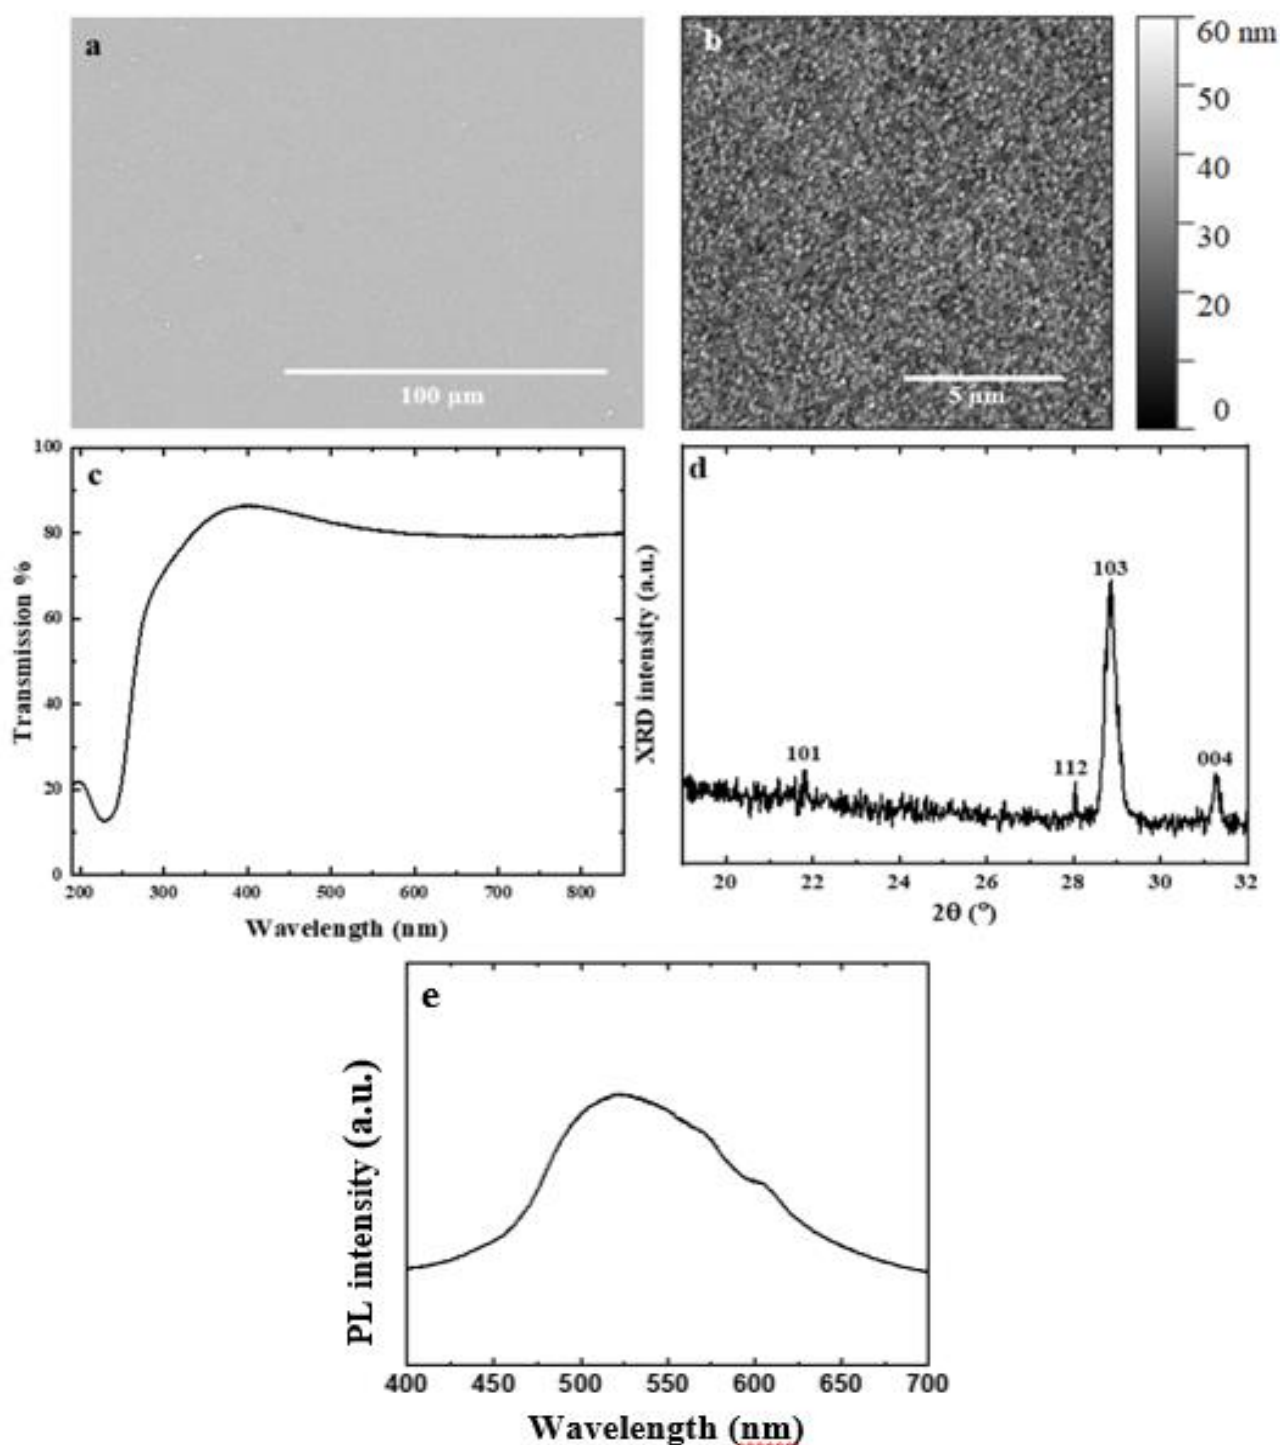 a
100 µm
b
5 µm
60 nm
50
40
30
20
0
c
100
80
60
40
20
0
Transmission %
200 300 400 500 600 700 800
Wavelength (nm)
d
XRD intensity (a.u.)
101
112
103
004
20 22 24 26 28 30 32
2θ (°)
e
PL intensity (a.u.)
400 450 500 550 600 650 700
Wavelength (nm)